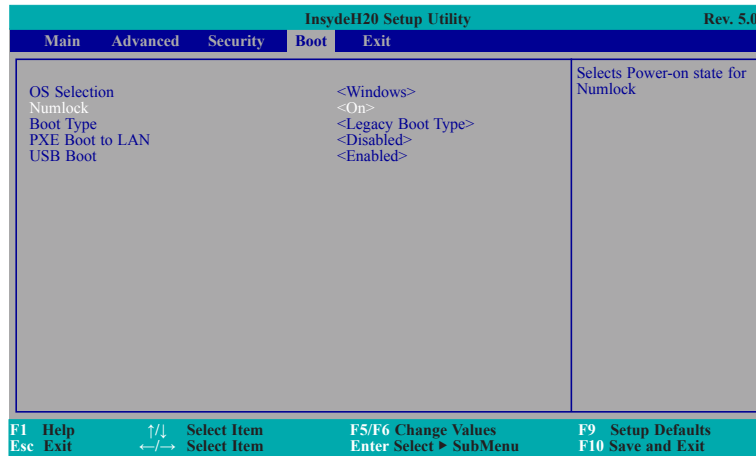 InsydeH20 Setup Utility Rev. 5.0
Main Advanced Security Boot Exit
OS Selection <Windows>
Numlock <On>
Boot Type <Legacy Boot Type>
PXE Boot to LAN <Disabled>
USB Boot <Enabled>
Selects Power-on state for
Numlock
F1 Help ↑/↓ Select Item F5/F6 Change Values F9 Setup Defaults
Esc Exit ←/→ Select Item Enter Select ► SubMenu F10 Save and Exit